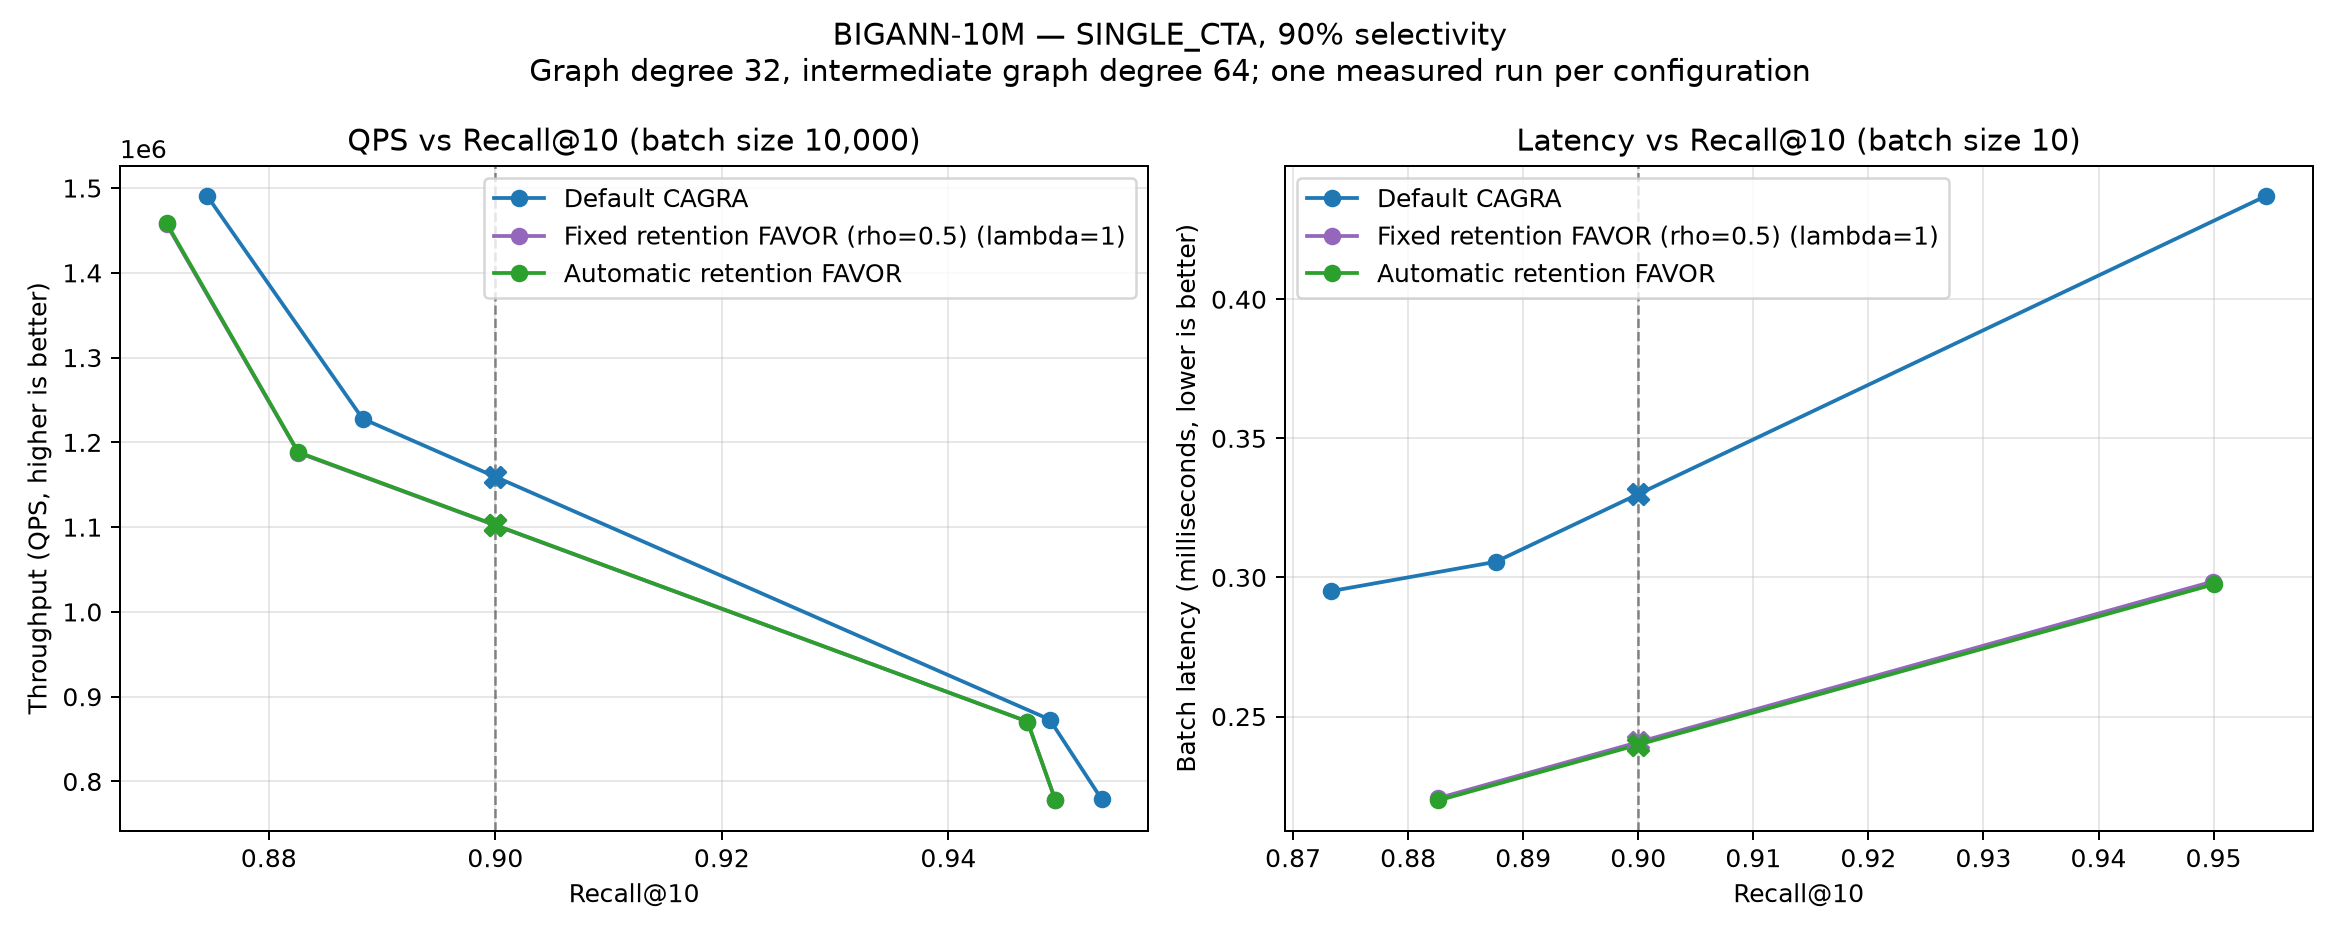 BIGANN-10M — SINGLE_CTA, 90% selectivity
Graph degree 32, intermediate graph degree 64; one measured run per configuration
QPS vs Recall@10 (batch size 10,000)
1e6
Default CAGRA
Fixed retention FAVOR (rho=0.5) (lambda=1)
Automatic retention FAVOR
Throughput (QPS, higher is better)
1.5
1.4
1.3
1.2
1.1
1.0
0.9
0.8
0.88 0.90 0.92 0.94
Recall@10
Latency vs Recall@10 (batch size 10)
Default CAGRA
Fixed retention FAVOR (rho=0.5) (lambda=1)
Automatic retention FAVOR
Batch latency (milliseconds, lower is better)
0.40
0.35
0.30
0.25
0.87 0.88 0.89 0.90 0.91 0.92 0.93 0.94 0.95
Recall@10